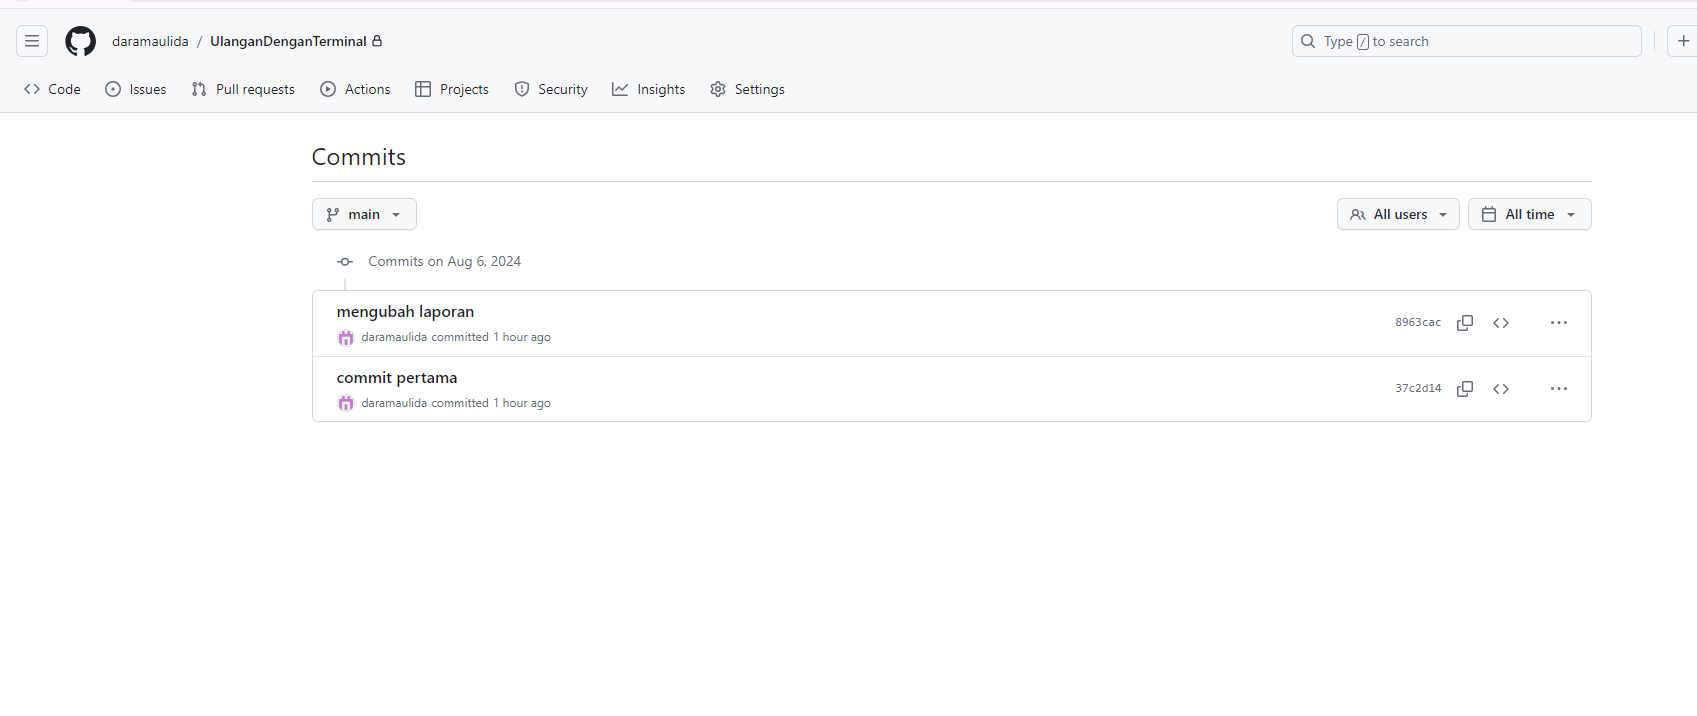 daramaulida / UlanganDenganTerminal
Type / to search
Code Issues Pull requests Actions Projects Security Insights Settings
Commits
main All users All time
Commits on Aug 6, 2024
mengubah laporan
daramaulida committed 1 hour ago
8963cac
commit pertama
daramaulida committed 1 hour ago
37c2d14